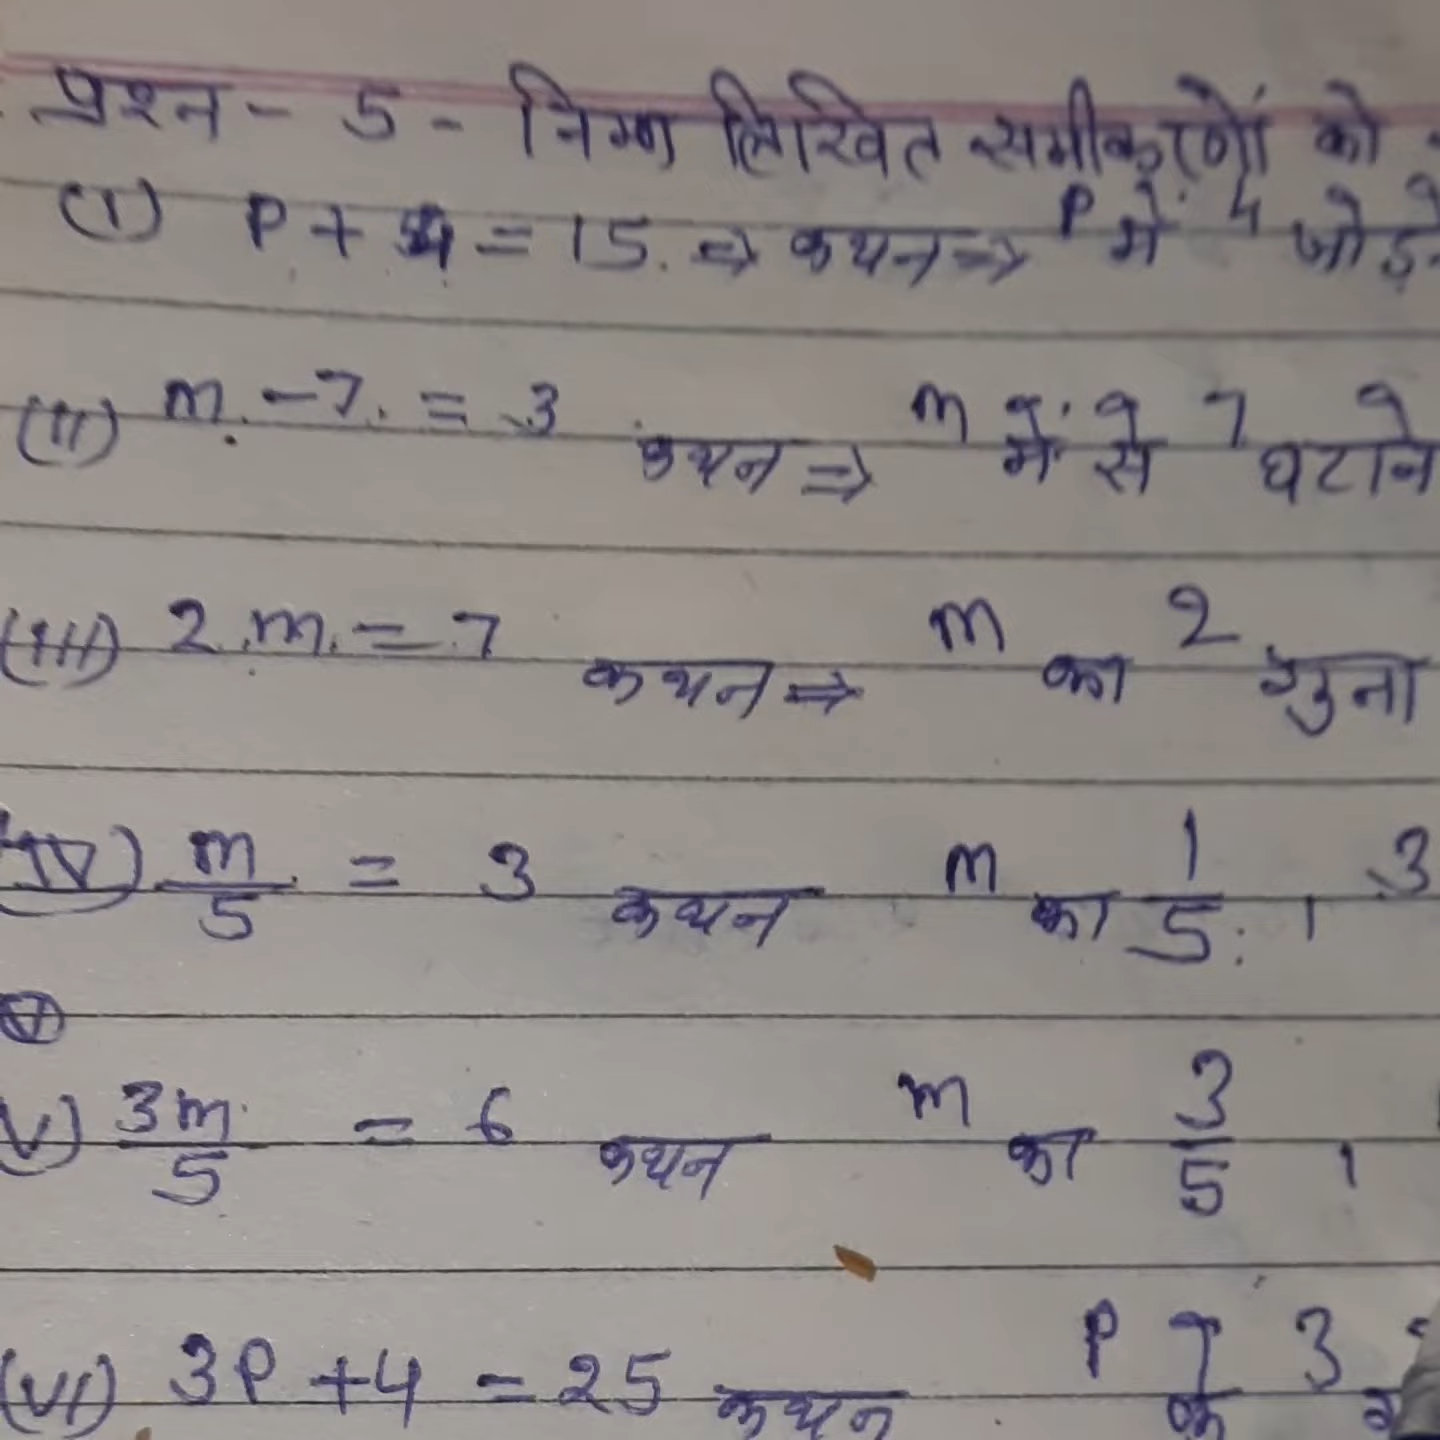 प्रश्न - 5 - निम्न लिखित समीकरणों को
(I) P + 4 = 15. ⇒ कथन ⇒ P में 4 जोड़ने
(II) m - 7 = 3 कथन ⇒ m में से 7 घटाने
(III) 2m = 7 कथन ⇒ m का 2 गुना
(IV) m/5 = 3 कथन m का 1/5, 3
(V) 3m/5 = 6 कथन m का 3/5,
(VI) 3P + 4 = 25 कथन P के 3